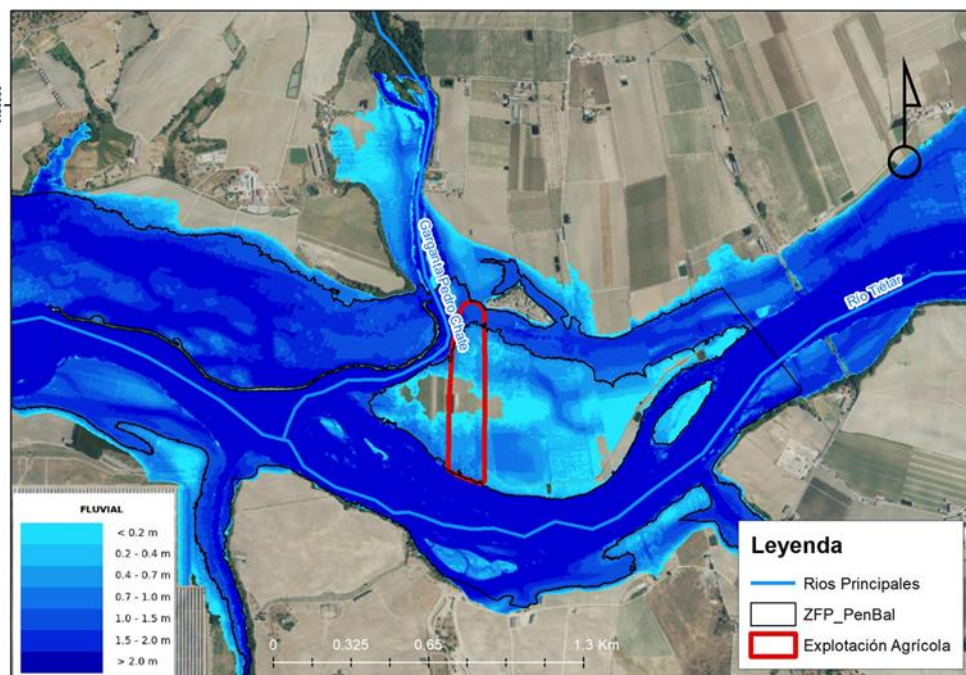 Garganta Pedro Chate
Río Tiétar
FLUVIAL
< 0.2 m
0.2 - 0.4 m
0.4 - 0.7 m
0.7 - 1.0 m
1.0 - 1.5 m
1.5 - 2.0 m
> 2.0 m
0 0.325 0.65 1.3 Km
Leyenda
Rios Principales
ZFP_PenBal
Explotación Agrícola